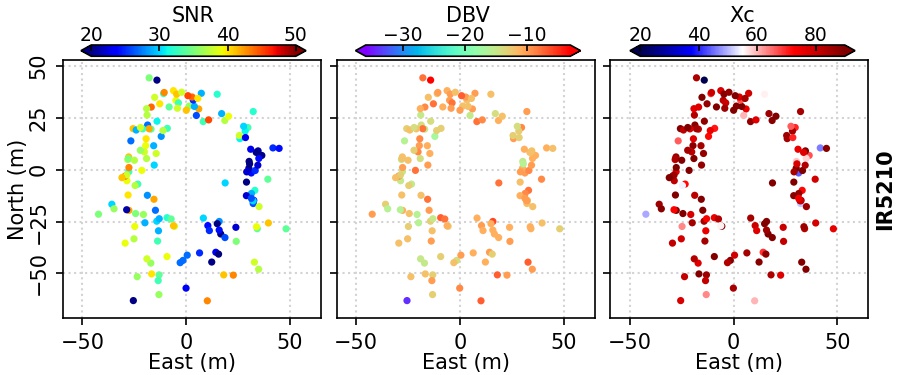 SNR DBV Xc
20 30 40 50 −30 −20 −10 20 40 60 80
50
25
0
−25
−50
North (m)
IR5210
−50 0 50 −50 0 50 −50 0 50
East (m) East (m) East (m)